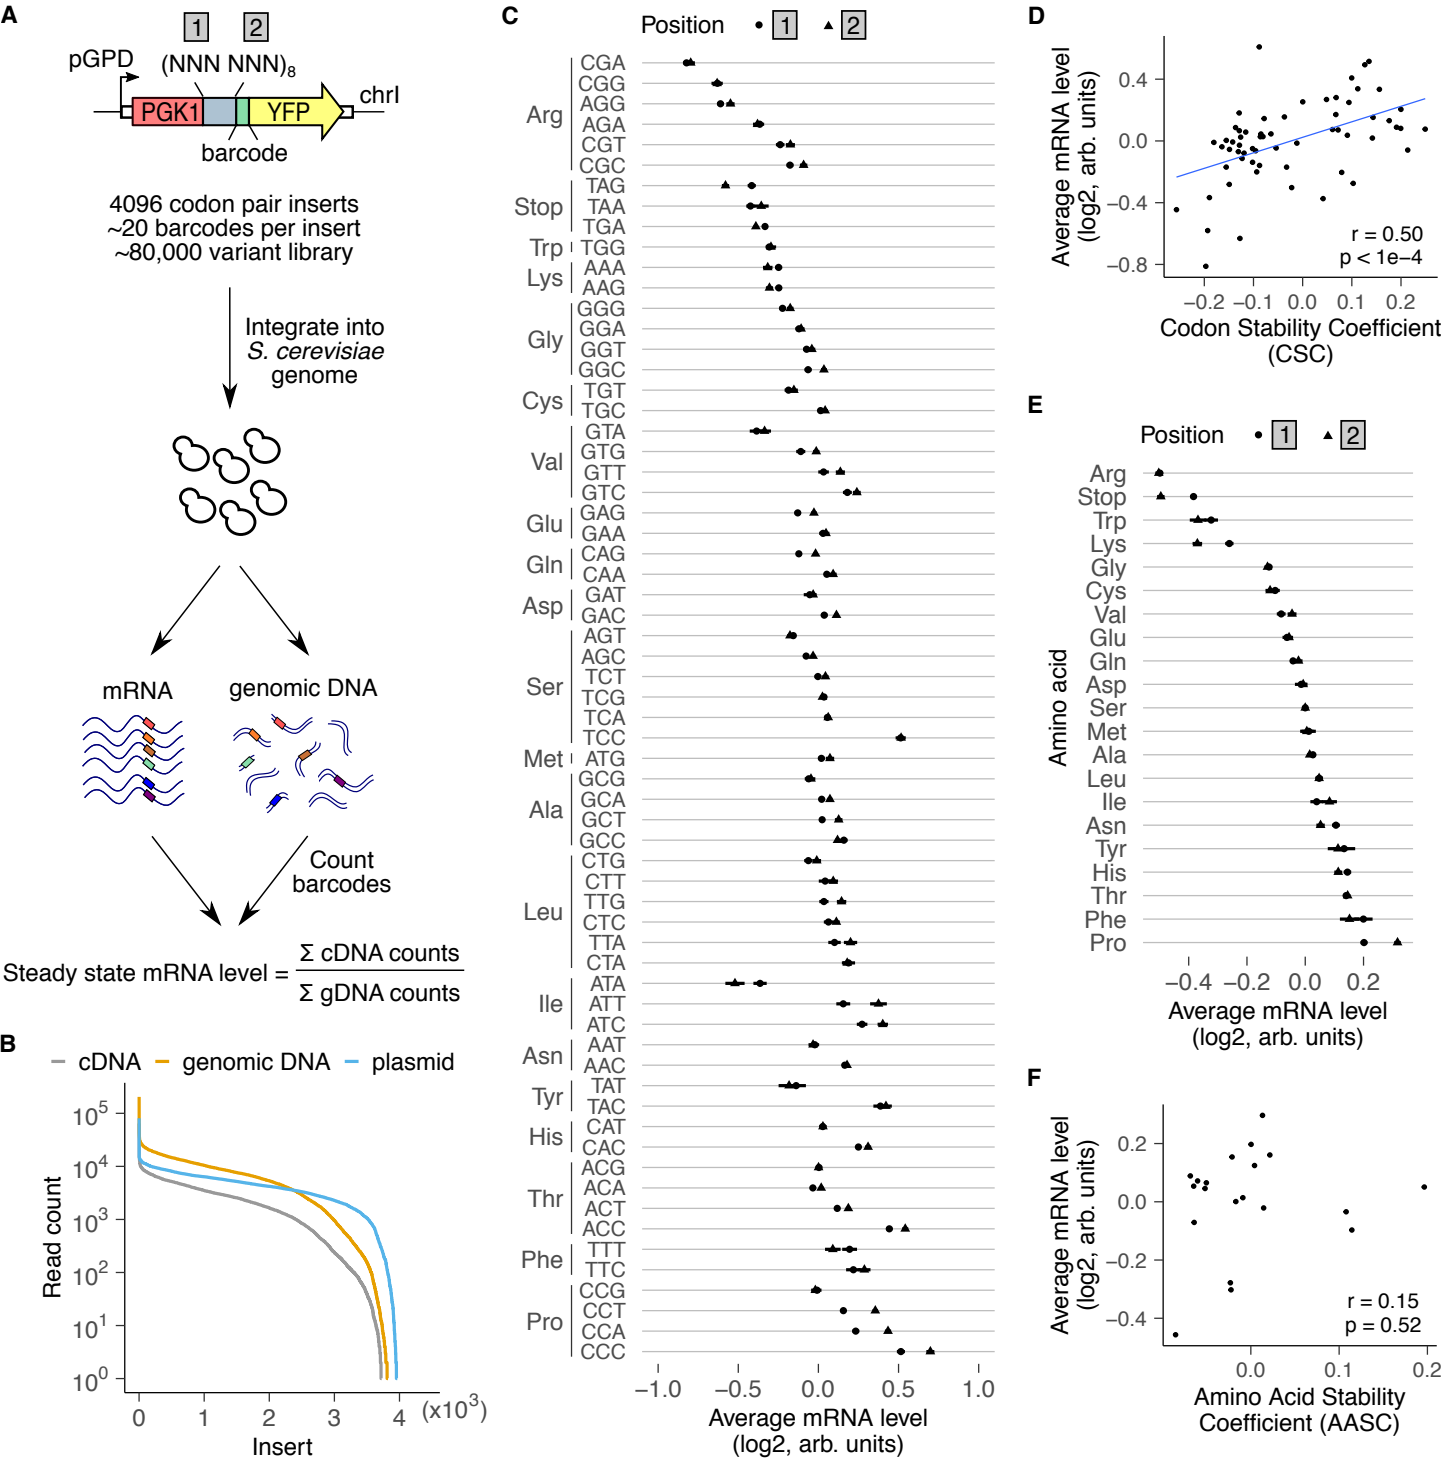 A
1 2
pGPD
(NNN NNN)8
PGK1
YFP
chrI
barcode
4096 codon pair inserts
~20 barcodes per insert
~80,000 variant library
Integrate into
S. cerevisiae
genome
mRNA
genomic DNA
Count
barcodes
Steady state mRNA level = Σ cDNA counts
Σ gDNA counts
B
cDNA genomic DNA plasmid
Read count
10^5
10^4
10^3
10^2
10^1
10^0
0 1 2 3 4 (x10^3)
Insert
C
Position 1 2
Arg
CGA
CGG
AGG
AGA
CGT
CGC
Stop
TAG
TAA
TGA
Trp
TGG
Lys
AAA
AAG
Gly
GGG
GGA
GGT
GGC
Cys
TGT
TGC
Val
GTA
GTG
GTT
GTC
Glu
GAG
GAA
Gln
CAG
CAA
Asp
GAT
GAC
Ser
AGT
AGC
TCT
TCG
TCA
TCC
Met
ATG
Ala
GCG
GCA
GCT
GCC
Leu
CTG
CTT
TTG
CTC
TTA
CTA
Ile
ATA
ATT
ATC
Asn
AAT
AAC
Tyr
TAT
TAC
His
CAT
CAC
Thr
ACG
ACA
ACT
ACC
Phe
TTT
TTC
Pro
CCG
CCT
CCA
CCC
−1.0 −0.5 0.0 0.5 1.0
Average mRNA level
(log2, arb. units)
D
Average mRNA level
(log2, arb. units)
0.4
0.0
−0.4
−0.8
r = 0.50
p < 1e−4
−0.2 −0.1 0.0 0.1 0.2
Codon Stability Coefficient
(CSC)
E
Position 1 2
Amino acid
Arg
Stop
Trp
Lys
Gly
Cys
Val
Glu
Gln
Asp
Ser
Met
Ala
Leu
Ile
Asn
Tyr
His
Thr
Phe
Pro
−0.4 −0.2 0.0 0.2
Average mRNA level
(log2, arb. units)
F
Average mRNA level
(log2, arb. units)
0.2
0.0
−0.2
−0.4
r = 0.15
p = 0.52
0.0 0.1 0.2
Amino Acid Stability
Coefficient (AASC)